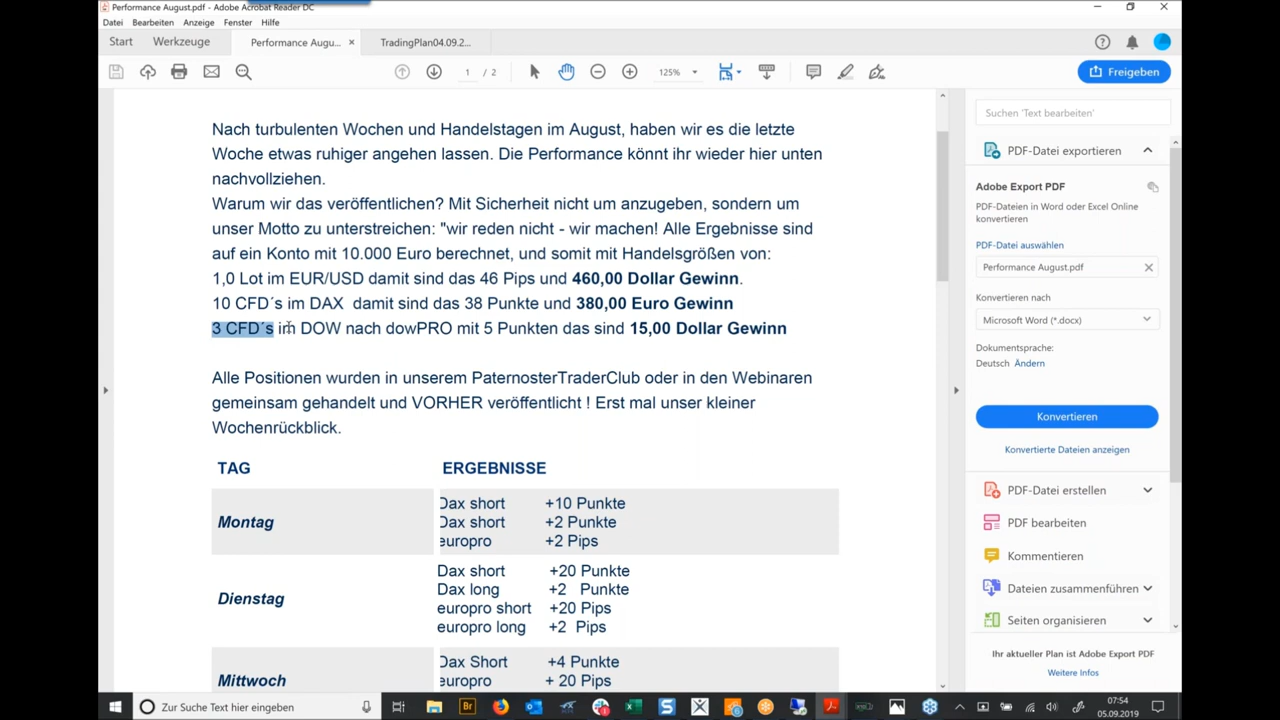 Performance August.pdf - Adobe Acrobat Reader DC
Datei Bearbeiten Anzeige Fenster Hilfe
Start Werkzeuge Performance Augu... × TradingPlan04.09.2...
1 / 2 125% Freigeben
Nach turbulenten Wochen und Handelstagen im August, haben wir es die letzte
Woche etwas ruhiger angehen lassen. Die Performance könnt ihr wieder hier unten
nachvollziehen.
Warum wir das veröffentlichen? Mit Sicherheit nicht um anzugeben, sondern um
unser Motto zu unterstreichen: "wir reden nicht - wir machen! Alle Ergebnisse sind
auf ein Konto mit 10.000 Euro berechnet, und somit mit Handelsgrößen von:
1,0 Lot im EUR/USD damit sind das 46 Pips und 460,00 Dollar Gewinn.
10 CFD´s im DAX damit sind das 38 Punkte und 380,00 Euro Gewinn
3 CFD´s im DOW nach dowPRO mit 5 Punkten das sind 15,00 Dollar Gewinn
Alle Positionen wurden in unserem PaternosterTraderClub oder in den Webinaren
gemeinsam gehandelt und VORHER veröffentlicht ! Erst mal unser kleiner
Wochenrückblick.
TAG ERGEBNISSE
Montag
Dax short +10 Punkte
Dax short +2 Punkte
europro +2 Pips
Dienstag
Dax short +20 Punkte
Dax long +2 Punkte
europro short +20 Pips
europro long +2 Pips
Mittwoch
Dax Short +4 Punkte
europro + 20 Pips
Suchen 'Text bearbeiten'
PDF-Datei exportieren
Adobe Export PDF
PDF-Dateien in Word oder Excel Online
konvertieren
PDF-Datei auswählen
Performance August.pdf
Konvertieren nach
Microsoft Word (*.docx)
Dokumentsprache:
Deutsch Ändern
Konvertieren
Konvertierte Dateien anzeigen
PDF-Datei erstellen
PDF bearbeiten
Kommentieren
Dateien zusammenführen
Seiten organisieren
Ihr aktueller Plan ist Adobe Export PDF
Weitere Infos
Zur Suche Text hier eingeben
Br
07:54
05.09.2019